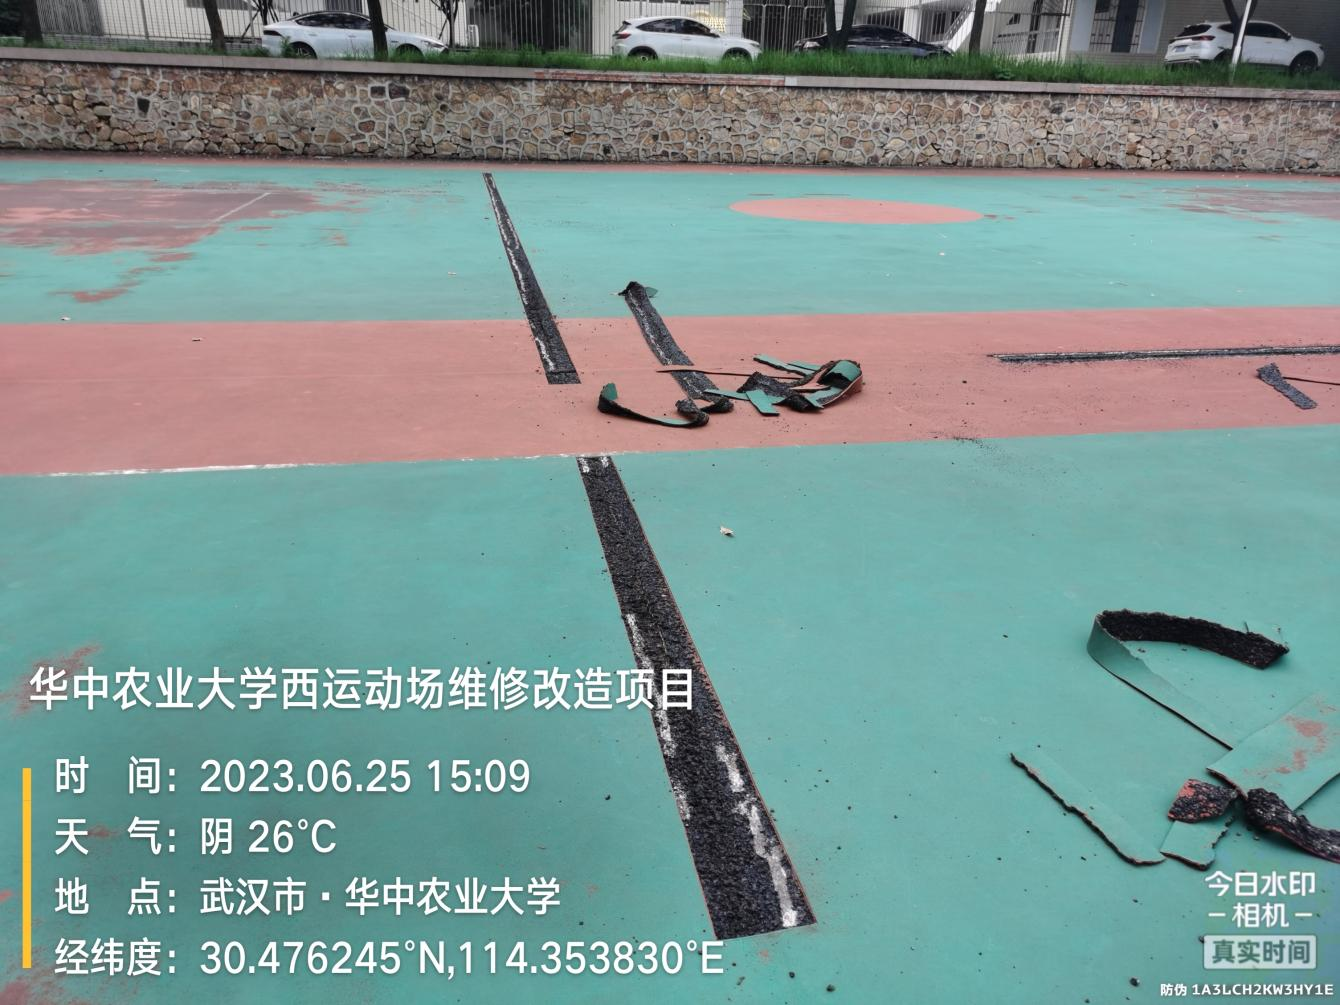 华中农业大学西运动场维修改造项目
时 间：2023.06.25 15:09
天 气：阴 26°C
地 点：武汉市·华中农业大学
经纬度：30.476245°N,114.353830°E
今日水印
-相机-
真实时间
防伪 1A3LCH2KW3HY1E